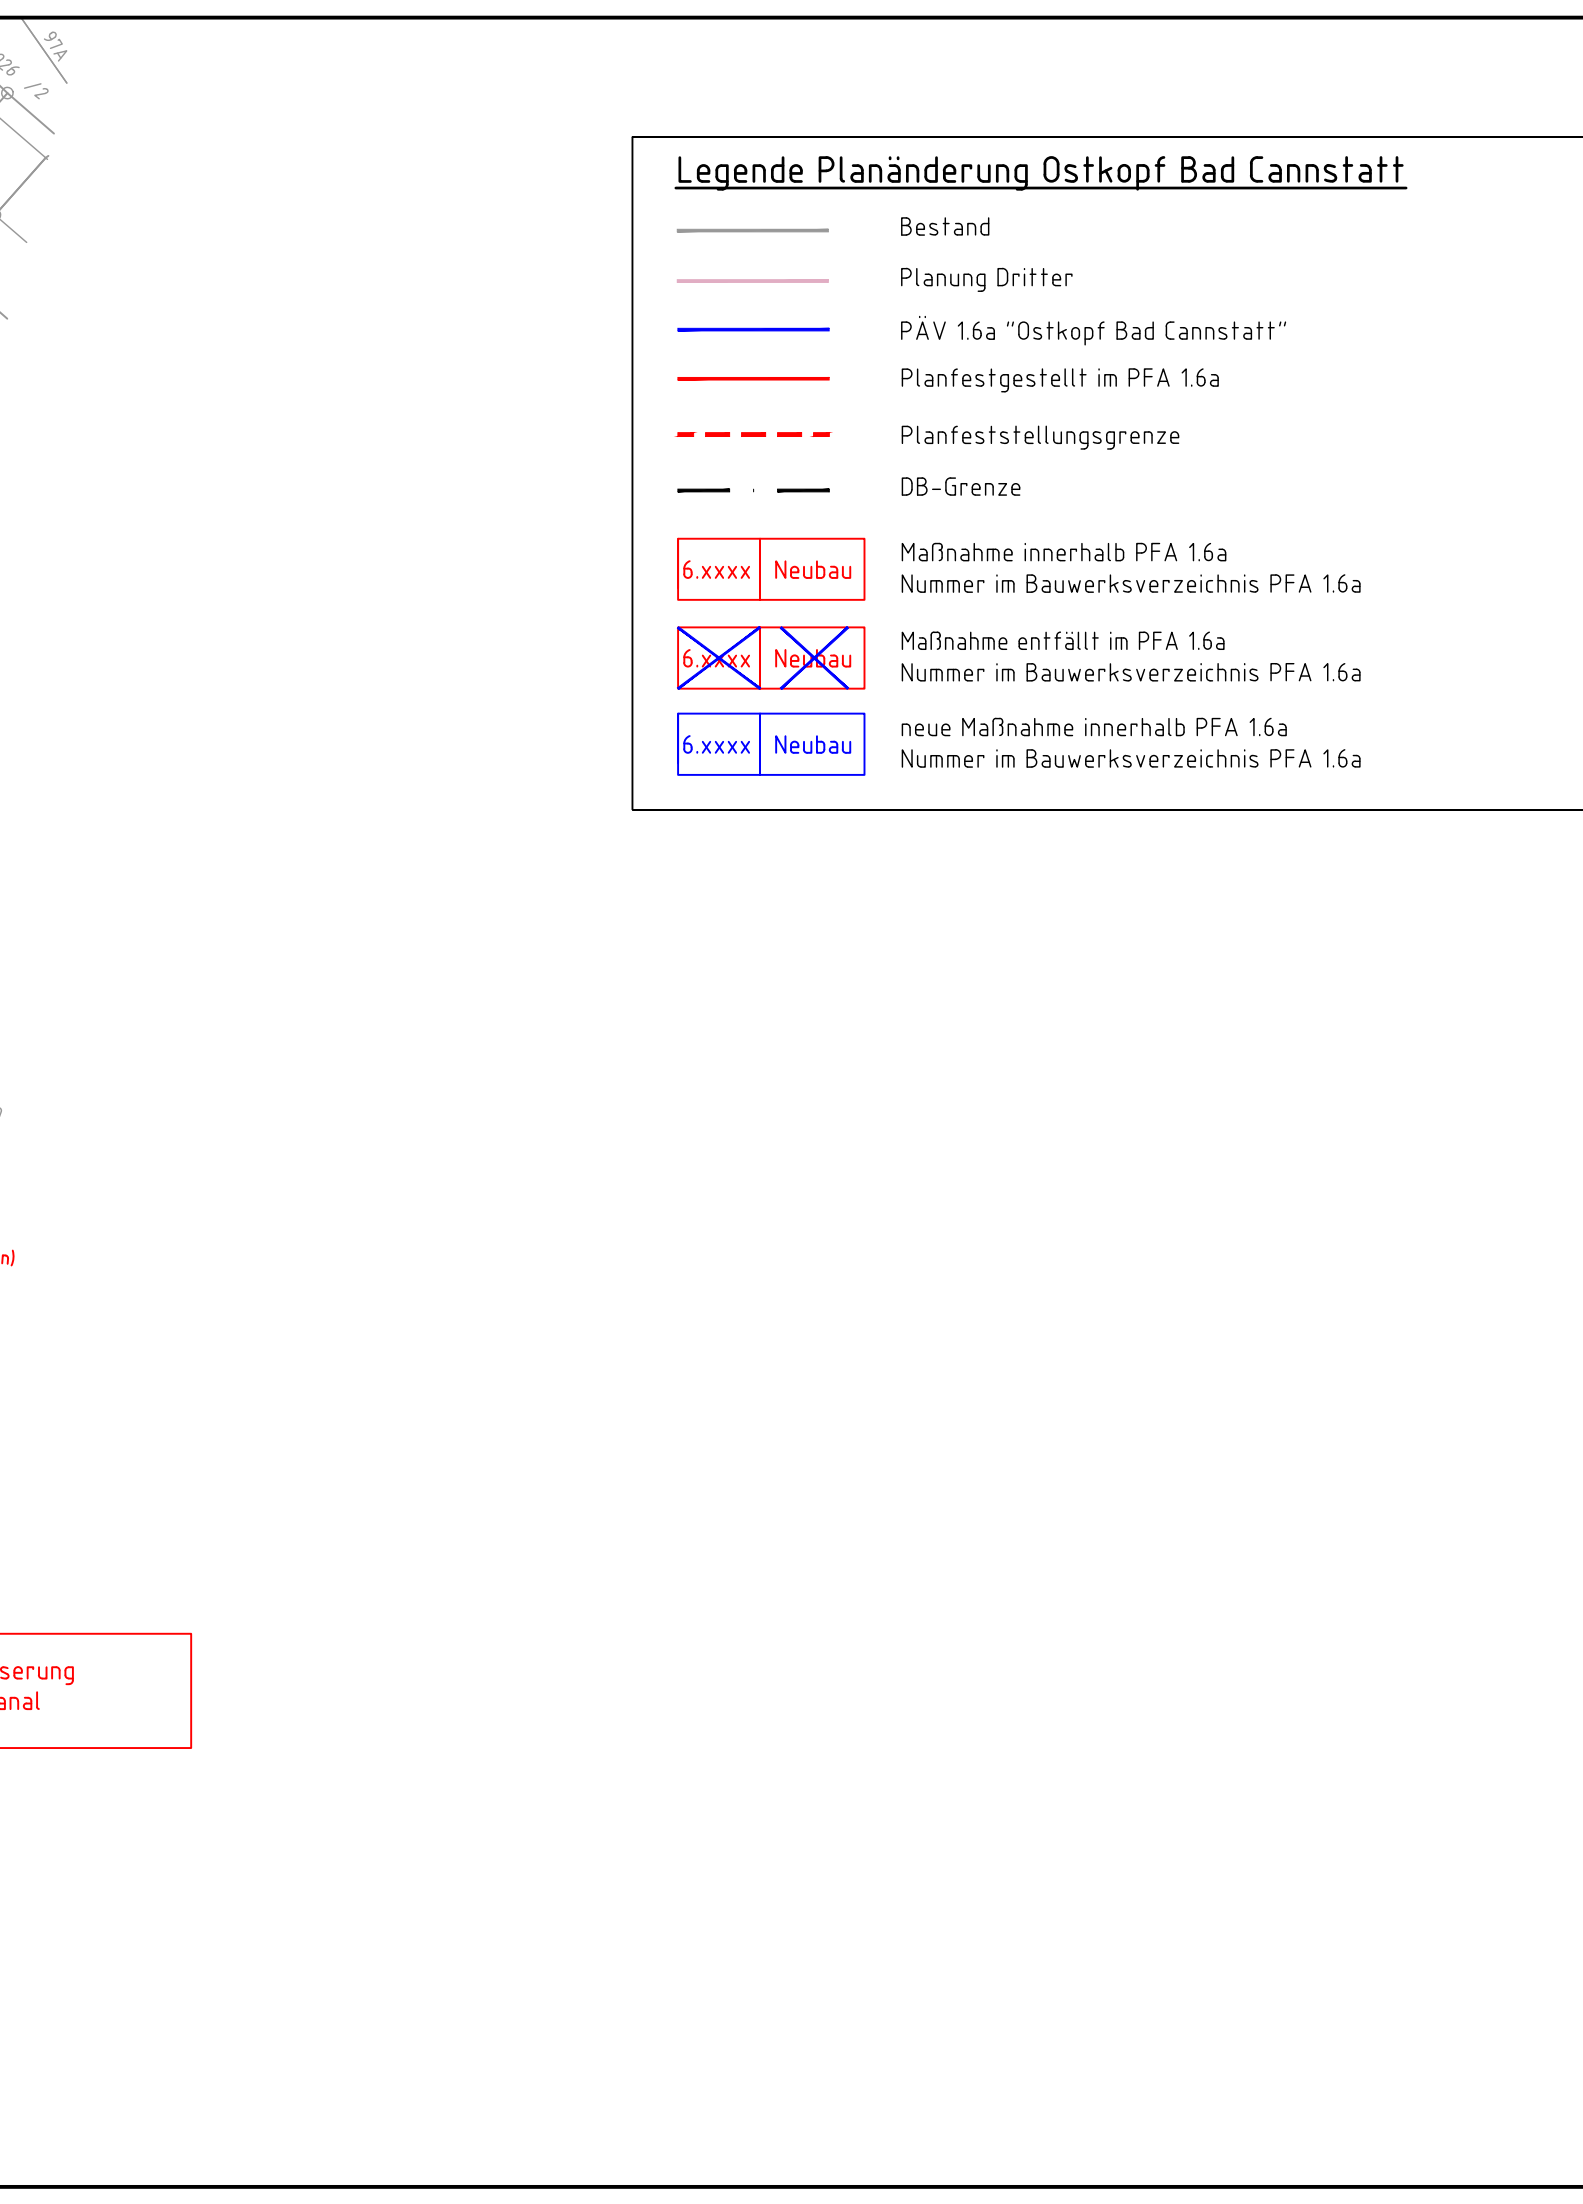 97A
/2
Legende Planänderung Ostkopf Bad Cannstatt
Bestand
Planung Dritter
PÄV 1.6a "Ostkopf Bad Cannstatt"
Planfestgestellt im PFA 1.6a
Planfeststellungsgrenze
DB-Grenze
6.xxxx Neubau
Maßnahme innerhalb PFA 1.6a
Nummer im Bauwerksverzeichnis PFA 1.6a
6.xxxx Neubau
Maßnahme entfällt im PFA 1.6a
Nummer im Bauwerksverzeichnis PFA 1.6a
6.xxxx Neubau
neue Maßnahme innerhalb PFA 1.6a
Nummer im Bauwerksverzeichnis PFA 1.6a
n)
serung
anal